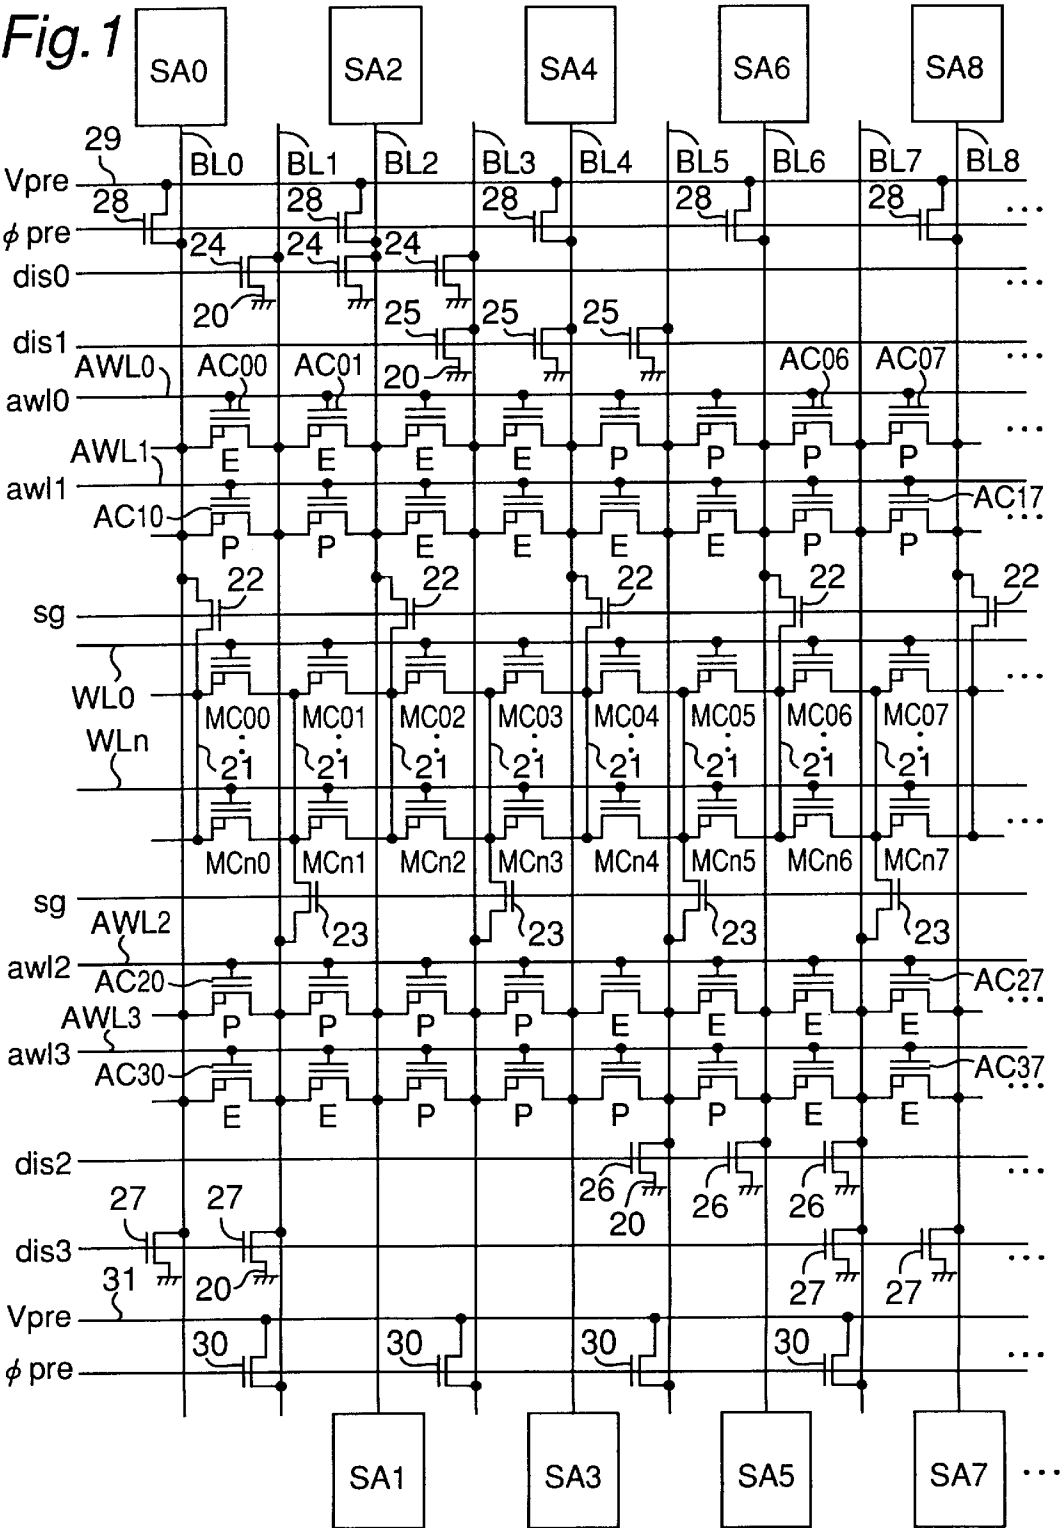 Fig.1
SA0 SA2 SA4 SA6 SA8
29 BL0 BL1 BL2 BL3 BL4 BL5 BL6 BL7 BL8
Vpre
28 28 28 28 28 ...
φ pre
24 24 24
dis0 ...
20 25 25 25
dis1 ...
20
AWL0 AC00 AC01 AC06 AC07
awl0 ...
AWL1 E E E E P P P P
awl1 AC17
AC10 ...
P P E E E E P P
22 22 22 22 22
sg
WL0 ...
MC00 MC01 MC02 MC03 MC04 MC05 MC06 MC07
WLn : : : : : : : :
21 21 21 21 21 21 21 21
...
MCn0 MCn1 MCn2 MCn3 MCn4 MCn5 MCn6 MCn7
sg
AWL2 23 23 23 23
awl2
AC20 AC27
...
AWL3 P P P P E E E E
awl3
AC30 AC37
...
E E P P P P E E
dis2 ...
26 20 26 26
27 27
dis3 ...
31 20 27 27
Vpre
30 30 30 30 ...
φ pre
SA1 SA3 SA5 SA7 ...